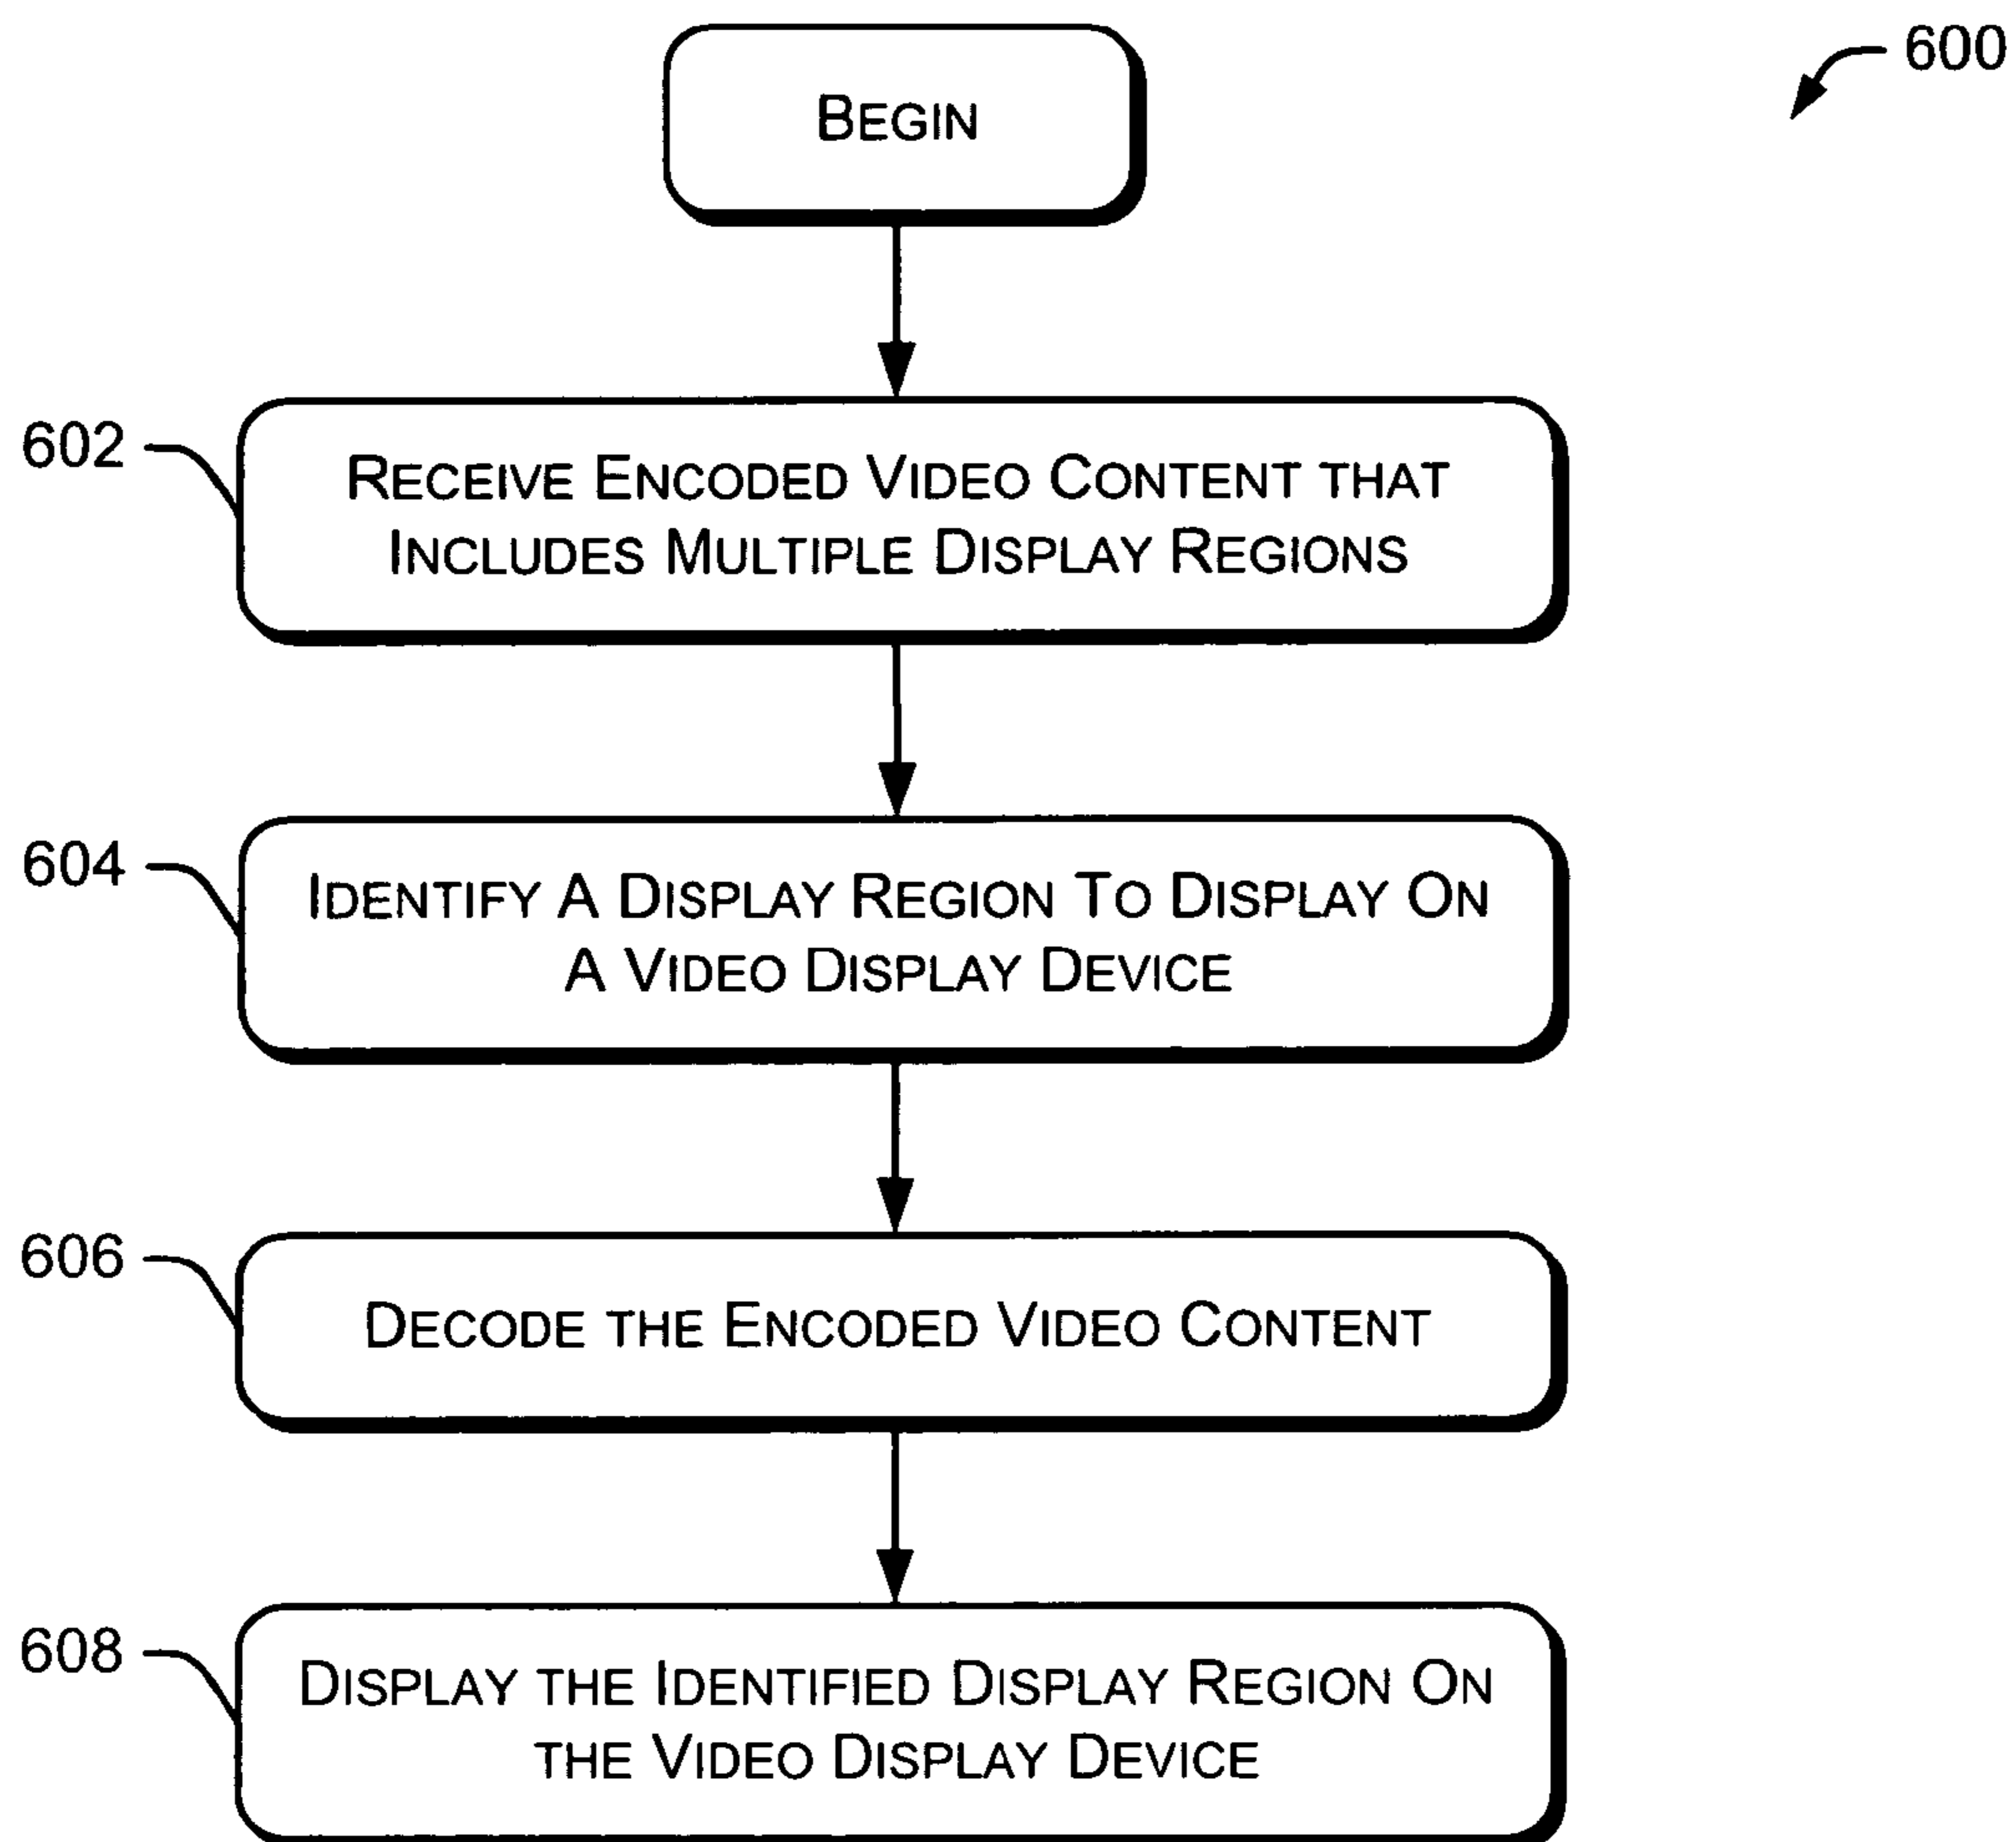 600
BEGIN
602
RECEIVE ENCODED VIDEO CONTENT THAT
INCLUDES MULTIPLE DISPLAY REGIONS
604
IDENTIFY A DISPLAY REGION TO DISPLAY ON
A VIDEO DISPLAY DEVICE
606
DECODE THE ENCODED VIDEO CONTENT
608
DISPLAY THE IDENTIFIED DISPLAY REGION ON
THE VIDEO DISPLAY DEVICE